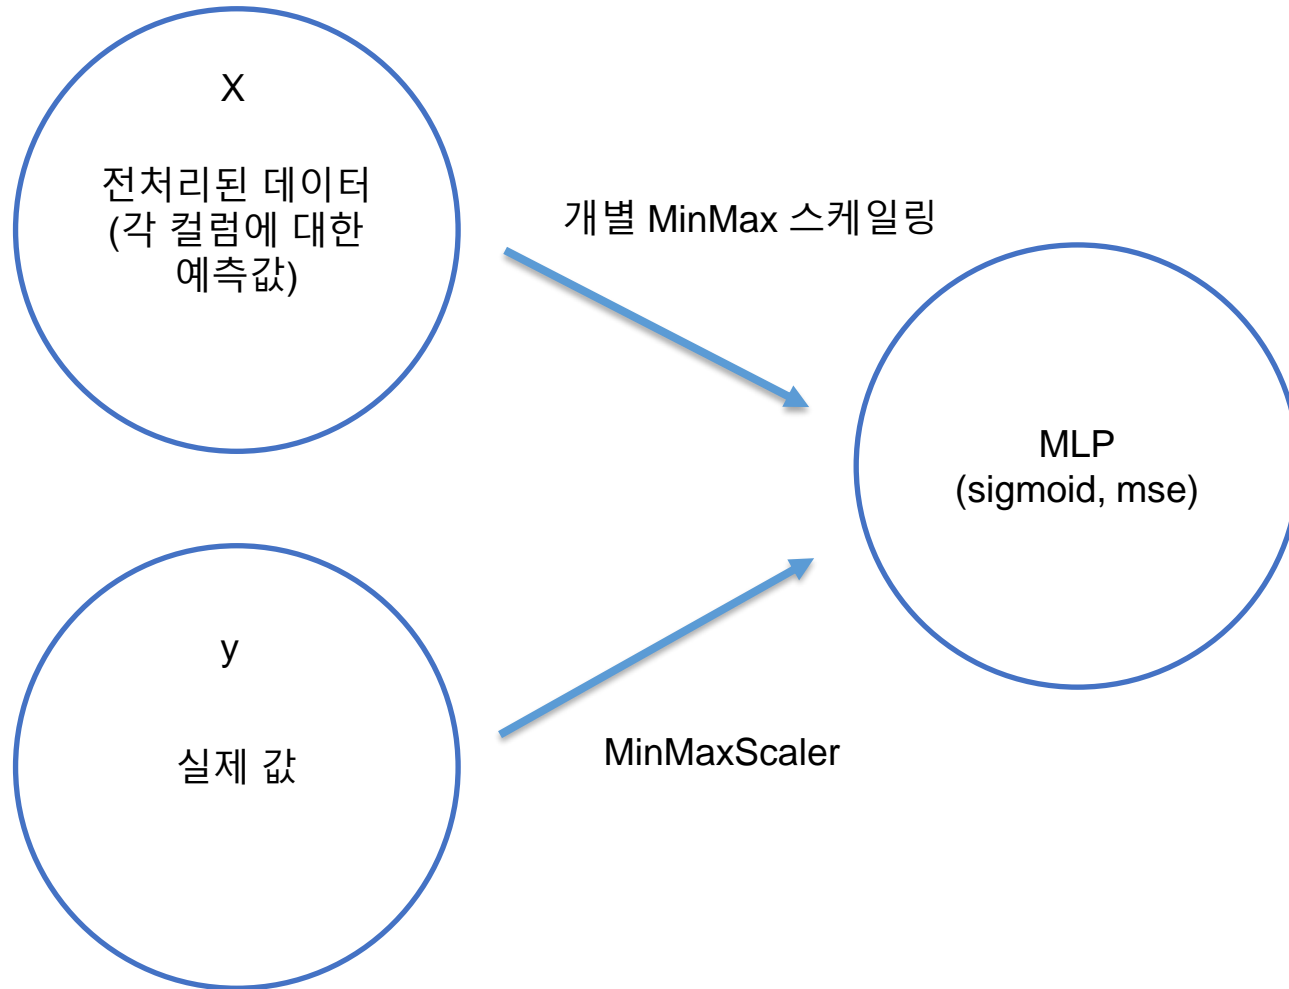 X
전처리된 데이터
(각 컬럼에 대한
예측값)
개별 MinMax 스케일링
MLP
(sigmoid, mse)
y
실제 값
MinMaxScaler